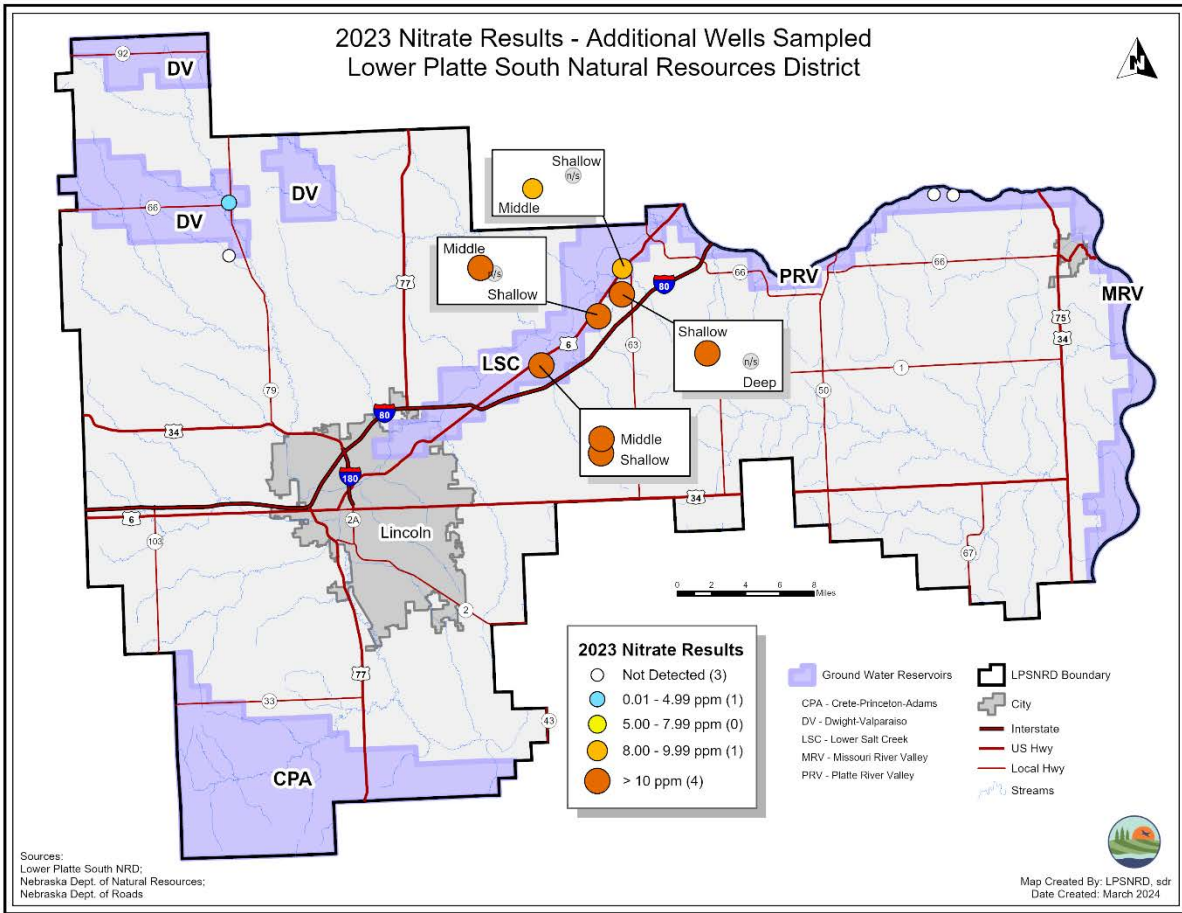 2023 Nitrate Results - Additional Wells Sampled
Lower Platte South Natural Resources District
N
92
DV
DV
66
DV
77
79
Shallow
n/s
Middle
Middle
n/s
Shallow
66
80
PRV
66
MRV
75
34
6
63
LSC
Shallow
n/s
Deep
1
50
80
34
Middle
Shallow
180
34
6
2A
Lincoln
103
67
2
0 2 4 6 8
Miles
77
33
43
CPA
2023 Nitrate Results
Not Detected (3)
0.01 - 4.99 ppm (1)
5.00 - 7.99 ppm (0)
8.00 - 9.99 ppm (1)
> 10 ppm (4)
Ground Water Reservoirs
CPA - Crete-Princeton-Adams
DV - Dwight-Valparaiso
LSC - Lower Salt Creek
MRV - Missouri River Valley
PRV - Platte River Valley
LPSNRD Boundary
City
Interstate
US Hwy
Local Hwy
Streams
Sources:
Lower Platte South NRD;
Nebraska Dept. of Natural Resources;
Nebraska Dept. of Roads
Map Created By: LPSNRD, sdr
Date Created: March 2024